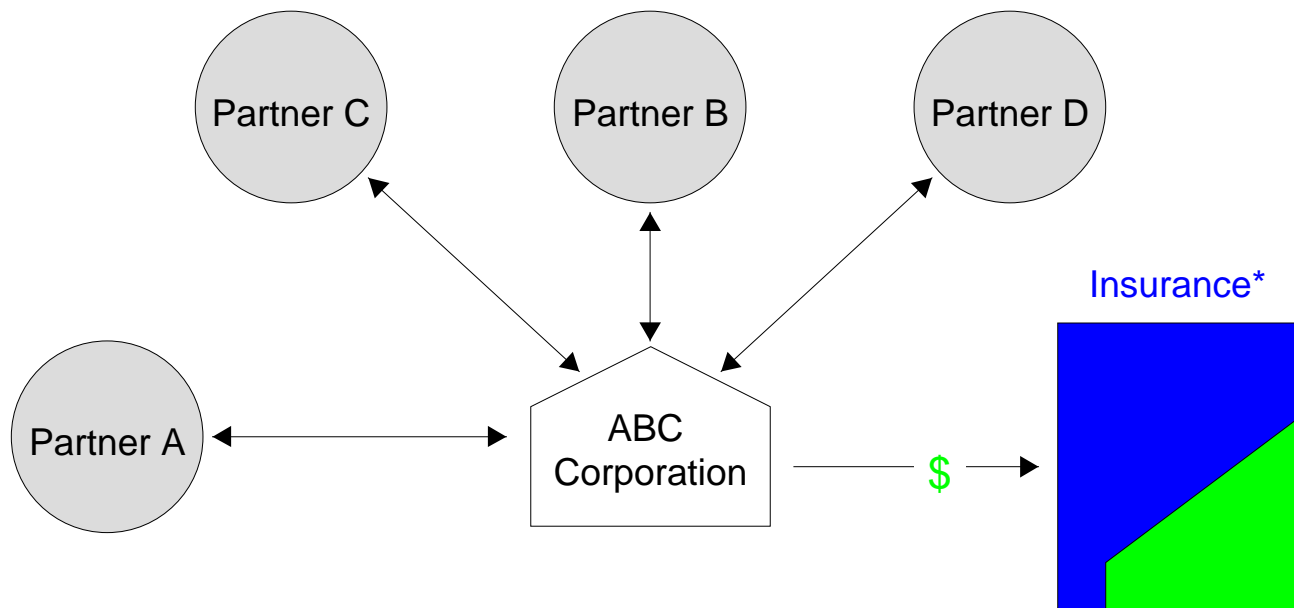 Partner C
Partner B
Partner D
Insurance*
Partner A
ABC
Corporation
$